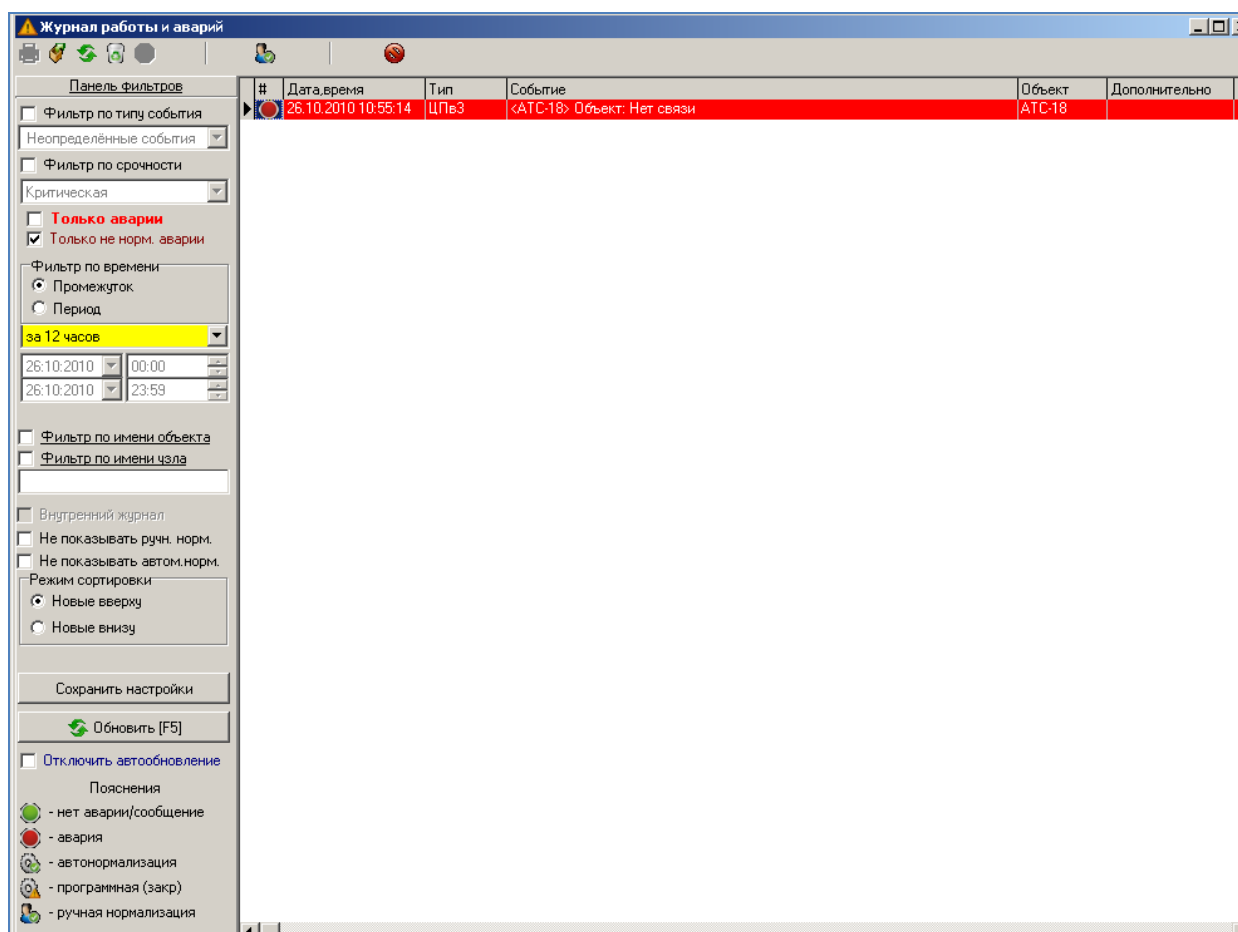 Журнал работы и аварий
Панель фильтров
Фильтр по типу события
Неопределённые события
Фильтр по срочности
Критическая
Только аварии
Только не норм. аварии
Фильтр по времени
Промежуток
Период
за 12 часов
26:10:2010 00:00
26:10:2010 23:59
Фильтр по имени объекта
Фильтр по имени узла
Внутренний журнал
Не показывать ручн. норм.
Не показывать автом.норм.
Режим сортировки
Новые вверху
Новые внизу
Сохранить настройки
Обновить [F5]
Отключить автообновление
Пояснения
- нет аварии/сообщение
- авария
- автонормализация
- программная (закр)
- ручная нормализация
# Дата,время Тип Событие Объект Дополнительно
26.10.2010 10:55:14 ЦПв3 <АТС-18> Объект: Нет связи АТС-18